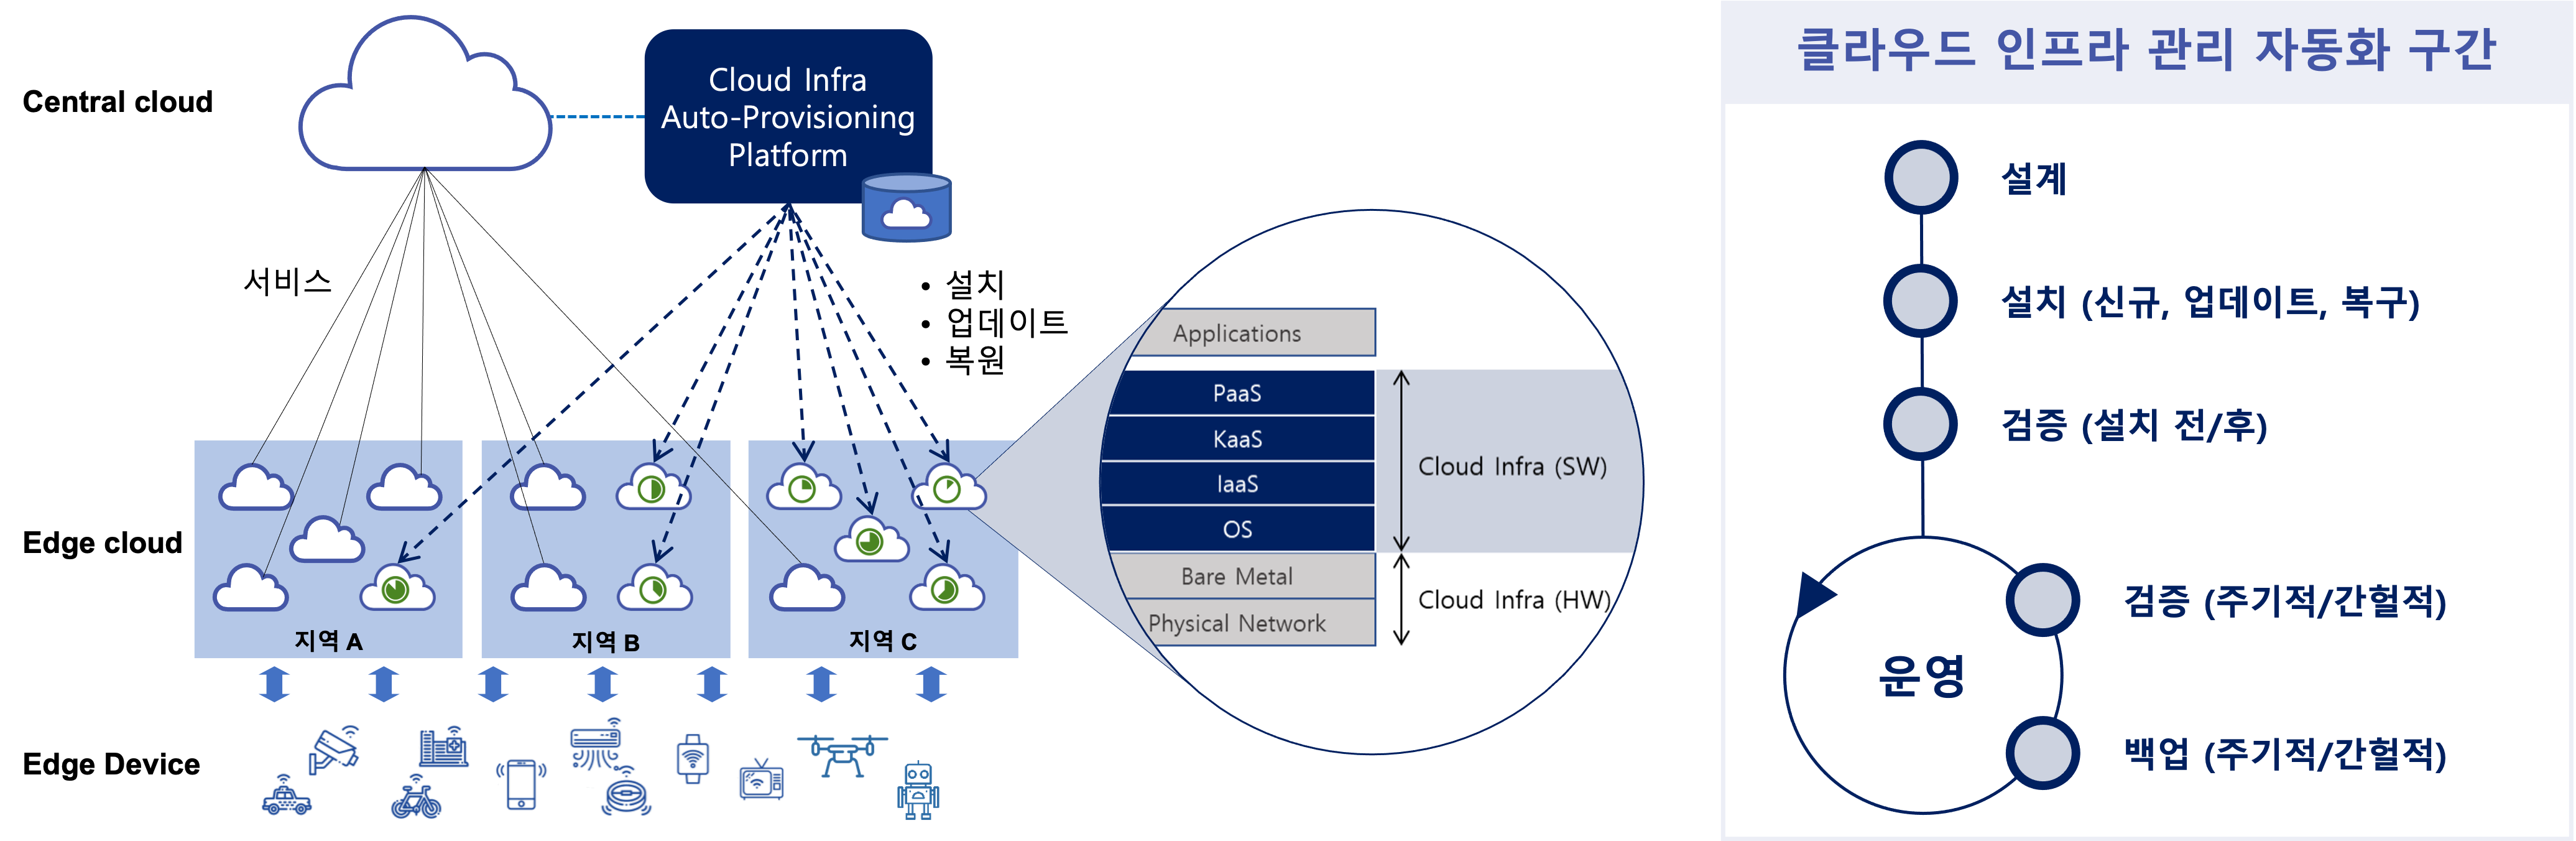 Central cloud
Cloud Infra
Auto-Provisioning
Platform
서비스
• 설치
• 업데이트
• 복원
Applications
PaaS
KaaS
IaaS
OS
Cloud Infra (SW)
Bare Metal
Physical Network
Cloud Infra (HW)
Edge cloud
지역 A
지역 B
지역 C
Edge Device
클라우드 인프라 관리 자동화 구간
설계
설치 (신규, 업데이트, 복구)
검증 (설치 전/후)
검증 (주기적/간헐적)
운영
백업 (주기적/간헐적)